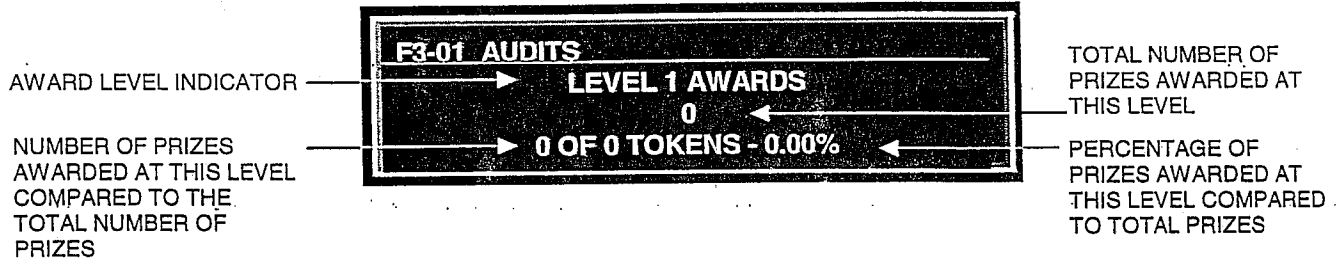 F3-01 AUDITS
LEVEL 1 AWARDS
0
0 OF 0 TOKENS - 0.00%
AWARD LEVEL INDICATOR
NUMBER OF PRIZES
AWARDED AT THIS LEVEL
COMPARED TO THE
TOTAL NUMBER OF
PRIZES
TOTAL NUMBER OF
PRIZES AWARDED AT
THIS LEVEL
PERCENTAGE OF
PRIZES AWARDED AT
THIS LEVEL COMPARED
TO TOTAL PRIZES